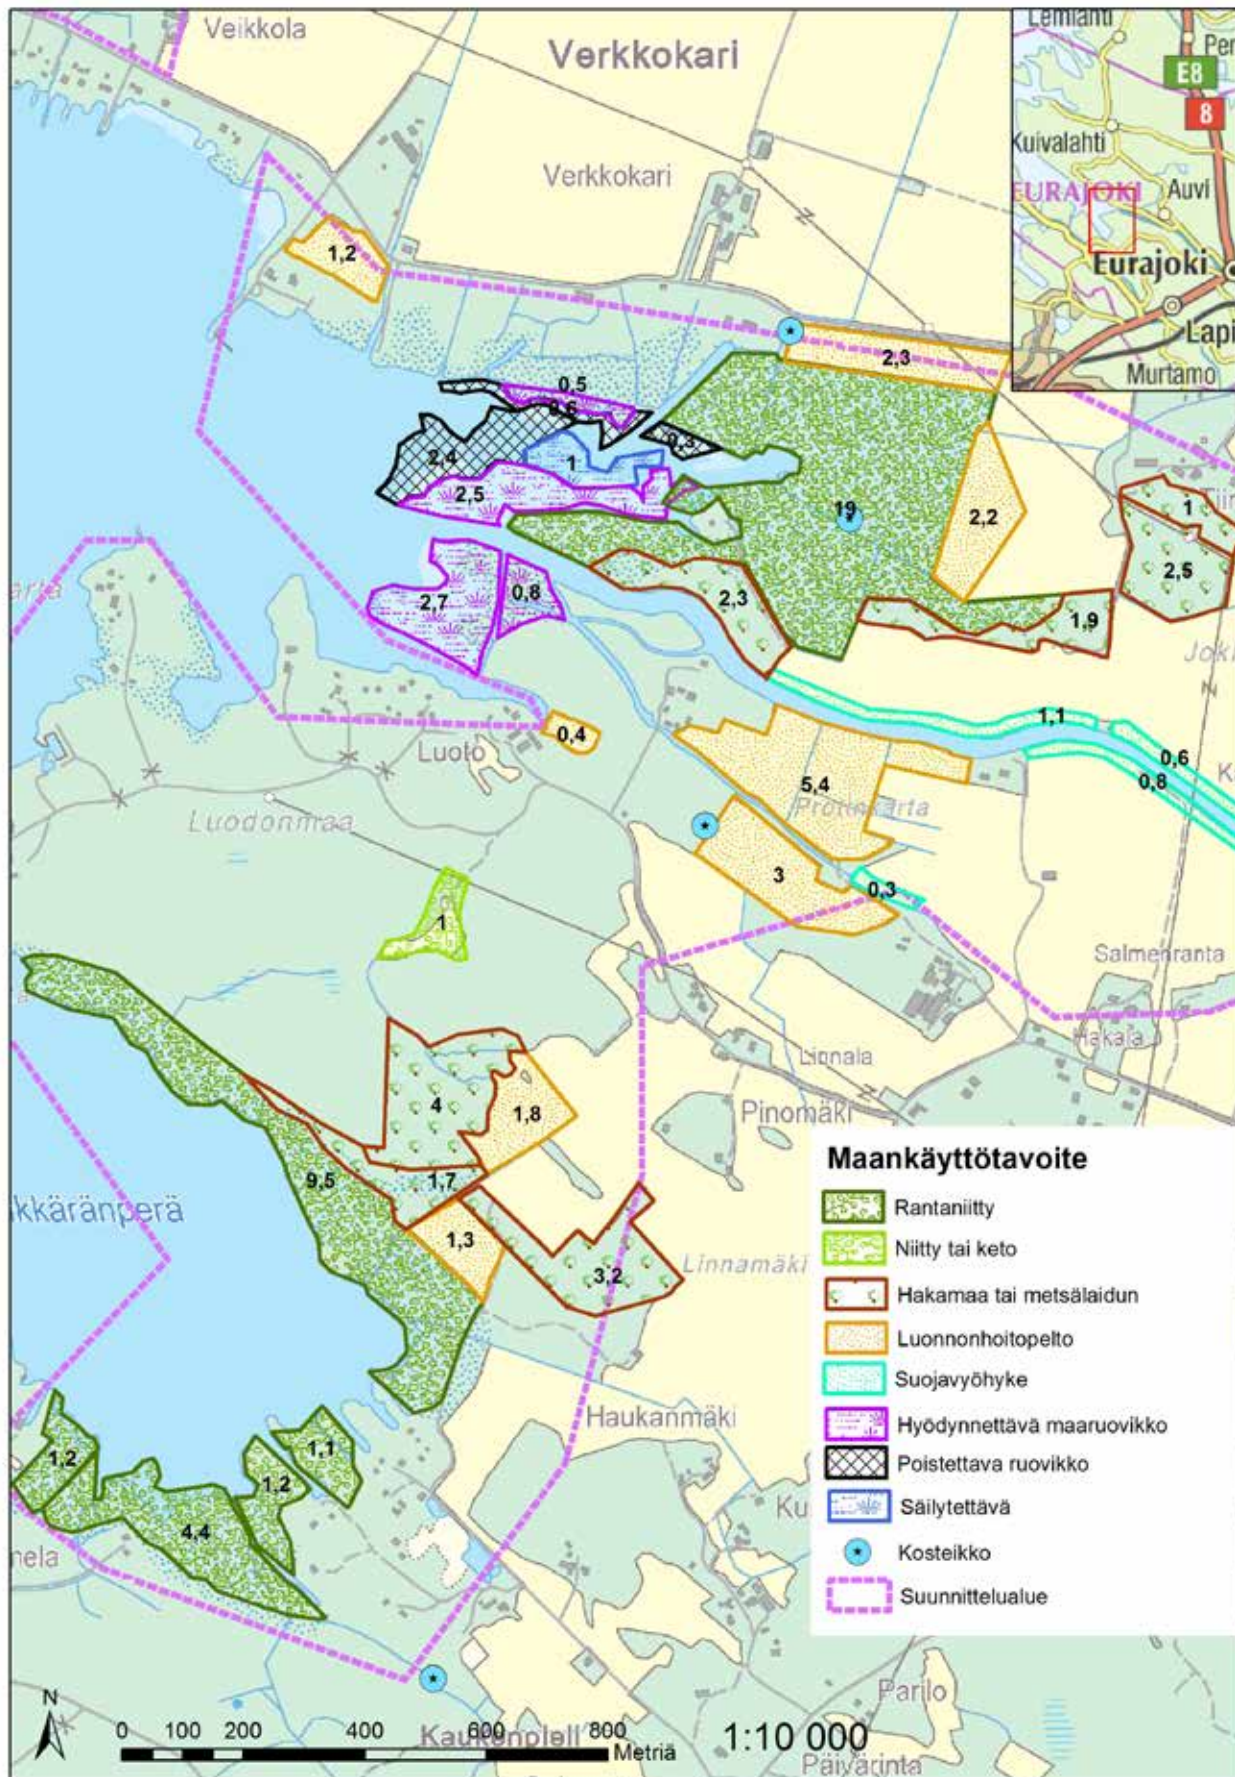 Veikkola
Verkkokari
Verkkokari
Lemlahti
E8
8
Kuivalahti
EURAJOKI
Auvi
Eurajoki
Lapi
Murtamo
1,2
2,3
0,5
0,6
0,3
2,4
1
2,5
19
2,2
1
2,5
2,7
0,8
2,3
1,9
N
1,1
0,6
0,8
0,4
Luoto
5,4
Luodonmaa
3
0,3
1
Salmenranta
Hakala
Linnala
4
1,8
Pinomäki
9,5
1,7
ikkäränperä
1,3
3,2
Linnamäki
Haukanmäki
1,2
4,4
1,2
1,1
Maankäyttötavoite
Rantaniitty
Niitty tai keto
Hakamaa tai metsälaidun
Luonnonhoitopelto
Suojavyöhyke
Hyödynnettävä maaruovikko
Poistettava ruovikko
Säilytettävä
Kosteikko
Suunnittelualue
Parilo
Päivärinta
N
0 100 200 400 600 800
Metriä
1:10 000